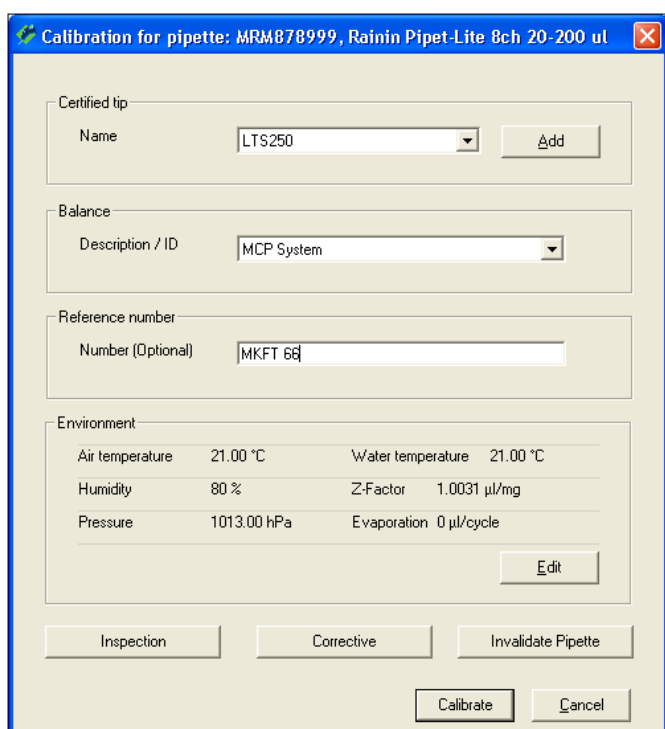 Calibration for pipette: MRM878999, Rainin Pipet-Lite 8ch 20-200 ul
Certified tip
Name LTS250 Add
Balance
Description / ID MCP System
Reference number
Number (Optional) MKFT 66
Environment
Air temperature 21.00 °C Water temperature 21.00 °C
Humidity 80 % Z-Factor 1.0031 µl/mg
Pressure 1013.00 hPa Evaporation 0 µl/cycle
Edit
Inspection Corrective Invalidate Pipette
Calibrate Cancel